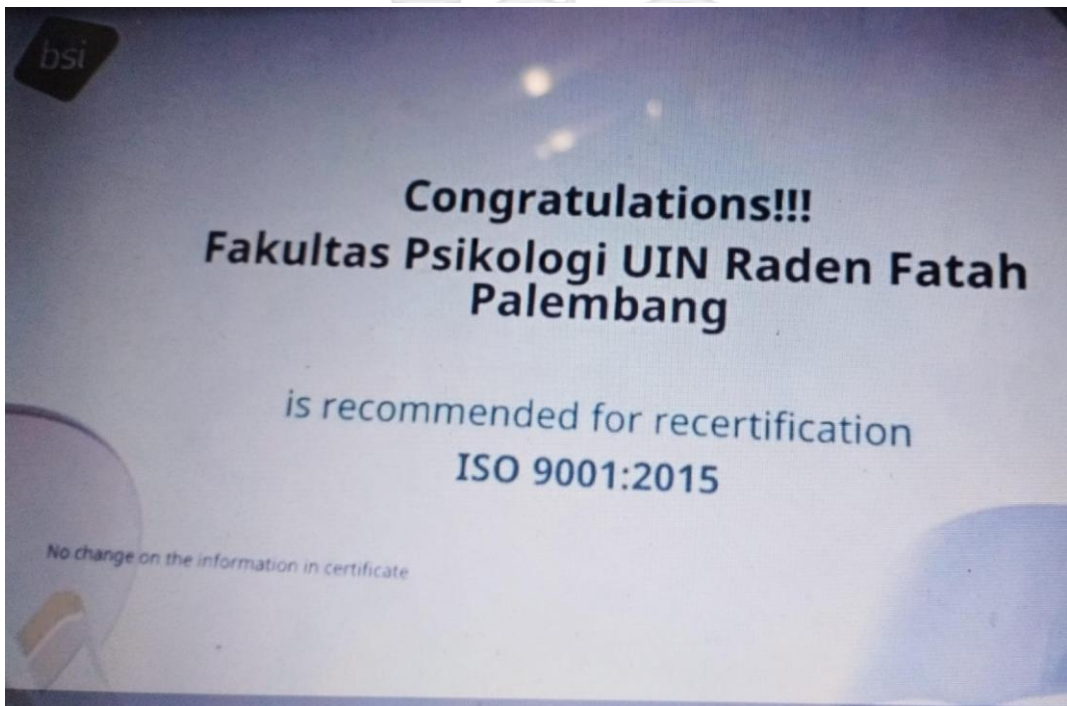 bsi
Congratulations!!!
Fakultas Psikologi UIN Raden Fatah
Palembang
is recommended for recertification
ISO 9001:2015
No change on the information in certificate